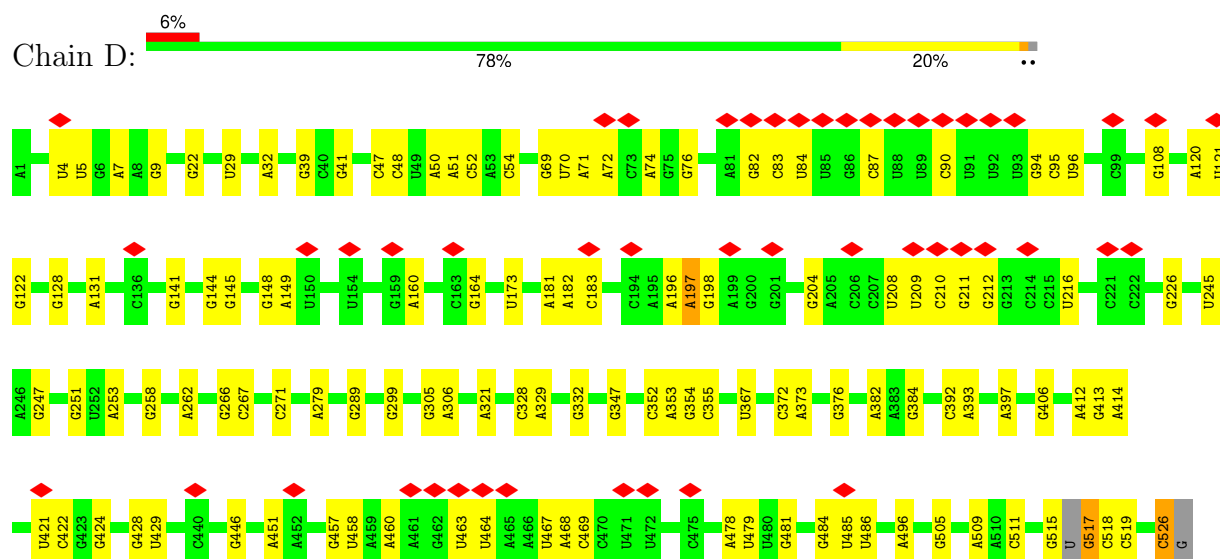 6%
Chain D:
78% 20% ••
A1 U4 U5 G6 A7 A8 G9 G22 U29 A32 G39 C40 G41 C47 C48 U49 A50 A51 C52 A53 C54 G69 U70 A71 A72 C73 A74 G75 G76 A81 G82 C83 U84 U85 G86 C87 U88 U89 C90 U91 U92 U93 G94 C95 U96 C99 G108 A120 U121
G122 G128 A131 C136 G141 G144 G145 G148 A149 U150 U154 G159 A160 C163 G164 U173 A181 A182 C183 C194 A195 A196 A197 G198 A199 G200 G201 G204 A205 C206 C207 U208 U209 C210 G211 G212 G213 C214 C215 U216 C221 C222 G226 U245
A246 G247 G251 U252 A253 G258 A262 G266 C267 C271 A279 G289 G299 G305 A306 A321 C328 A329 G332 G347 C352 A353 G354 C355 U367 C372 A373 G376 A382 A383 G384 C392 A393 A397 G406 A412 G413 A414
U421 C422 G423 G424 G428 U429 C440 G446 A451 A452 G457 U458 A459 A460 A461 G462 U463 U464 A465 A466 U467 A468 C469 C470 U471 U472 C475 A478 U479 U480 G481 G484 U485 U486 A496 G505 A509 A510 C511 G515 U G517 C518 C519 C526 G